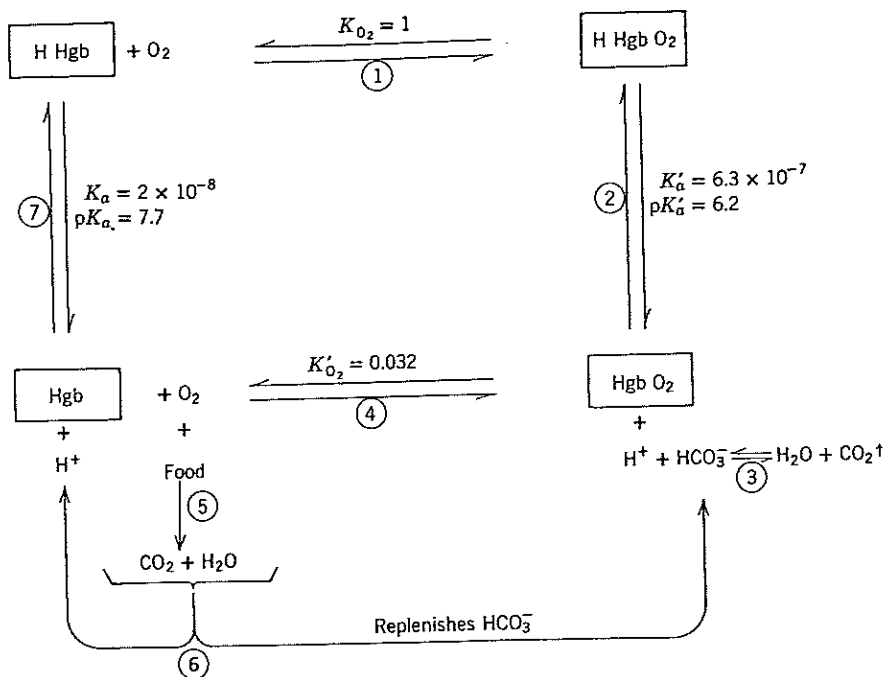 K_O₂ = 1
H Hgb + O₂
H Hgb O₂
①
⑦
K_a = 2 × 10⁻⁸
pK_a. = 7.7
②
K′_a = 6.3 × 10⁻⁷
pK′_a = 6.2
K′_O₂ = 0.032
Hgb + O₂
Hgb O₂
④
+
+
+
H⁺
Food
H⁺ + HCO₃⁻ ⇌ H₂O + CO₂↑
③
⑤
CO₂ + H₂O
Replenishes HCO₃⁻
⑥